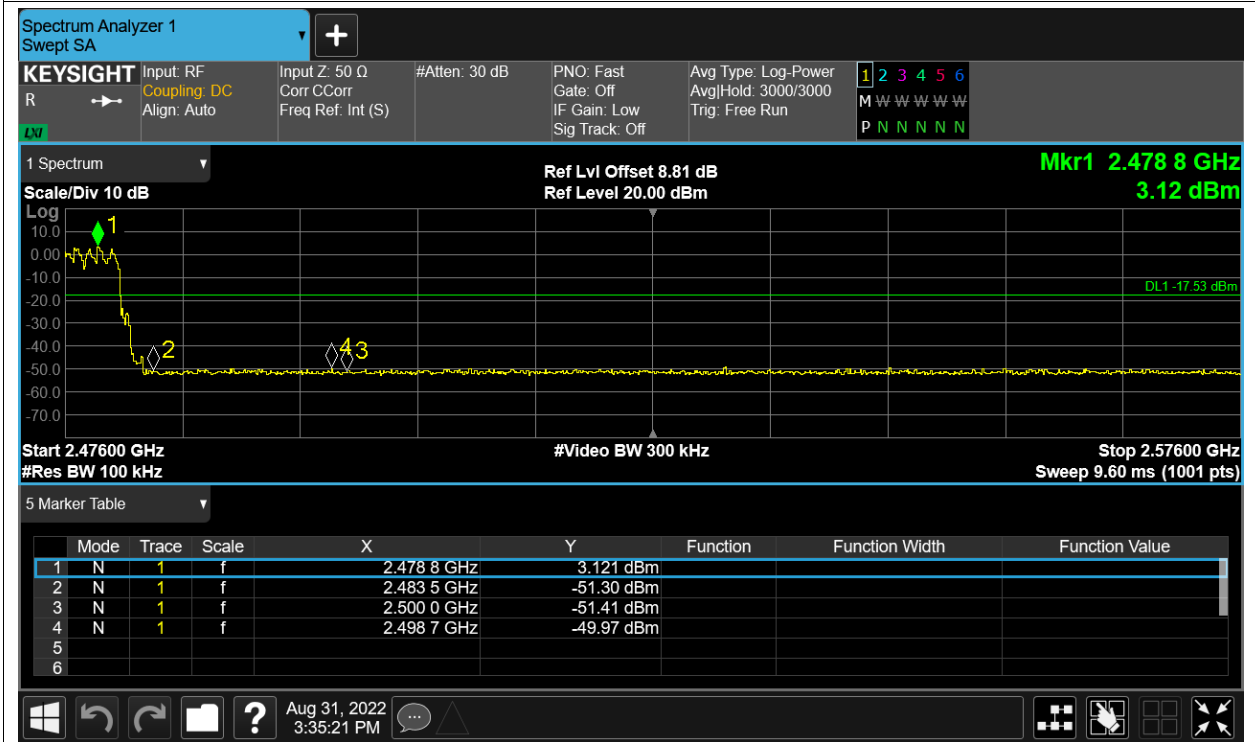 Spectrum Analyzer 1
Swept SA
+
KEYSIGHT
R
LXI
Input: RF
Coupling: DC
Align: Auto
Input Z: 50 Ω
Corr CCorr
Freq Ref: Int (S)
#Atten: 30 dB
PNO: Fast
Gate: Off
IF Gain: Low
Sig Track: Off
Avg Type: Log-Power
Avg|Hold: 3000/3000
Trig: Free Run
1 2 3 4 5 6
M W W W W W
P N N N N N
1 Spectrum
Scale/Div 10 dB
Ref Lvl Offset 8.81 dB
Ref Level 20.00 dBm
Mkr1 2.478 8 GHz
3.12 dBm
Log
10.0
0.00
-10.0
-20.0
-30.0
-40.0
-50.0
-60.0
-70.0
1
2
4 3
DL1 -17.53 dBm
Start 2.47600 GHz
#Res BW 100 kHz
#Video BW 300 kHz
Stop 2.57600 GHz
Sweep 9.60 ms (1001 pts)
5 Marker Table
Mode Trace Scale X Y Function Function Width Function Value
1 N 1 f 2.478 8 GHz 3.121 dBm
2 N 1 f 2.483 5 GHz -51.30 dBm
3 N 1 f 2.500 0 GHz -51.41 dBm
4 N 1 f 2.498 7 GHz -49.97 dBm
5
6
?
Aug 31, 2022
3:35:21 PM